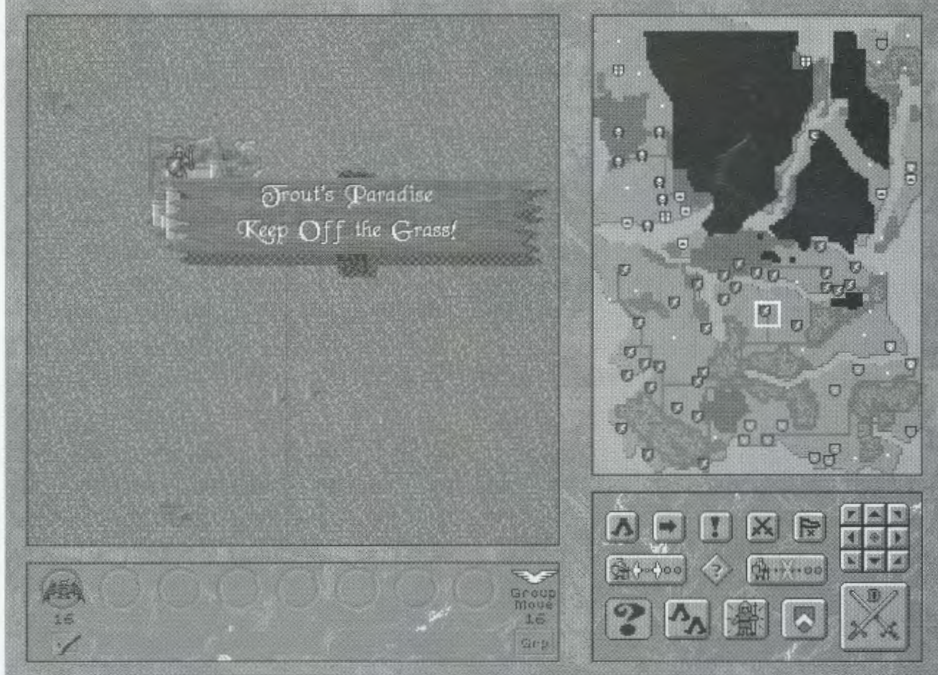 Trout's Paradise
Keep Off the Grass!
16
Group
Move
16
Grp
D